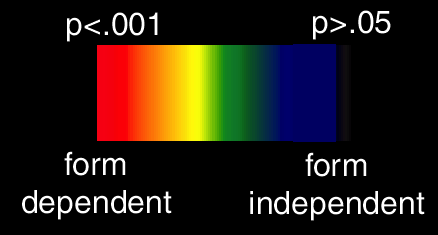 p<.001 p>.05
form form
dependent independent